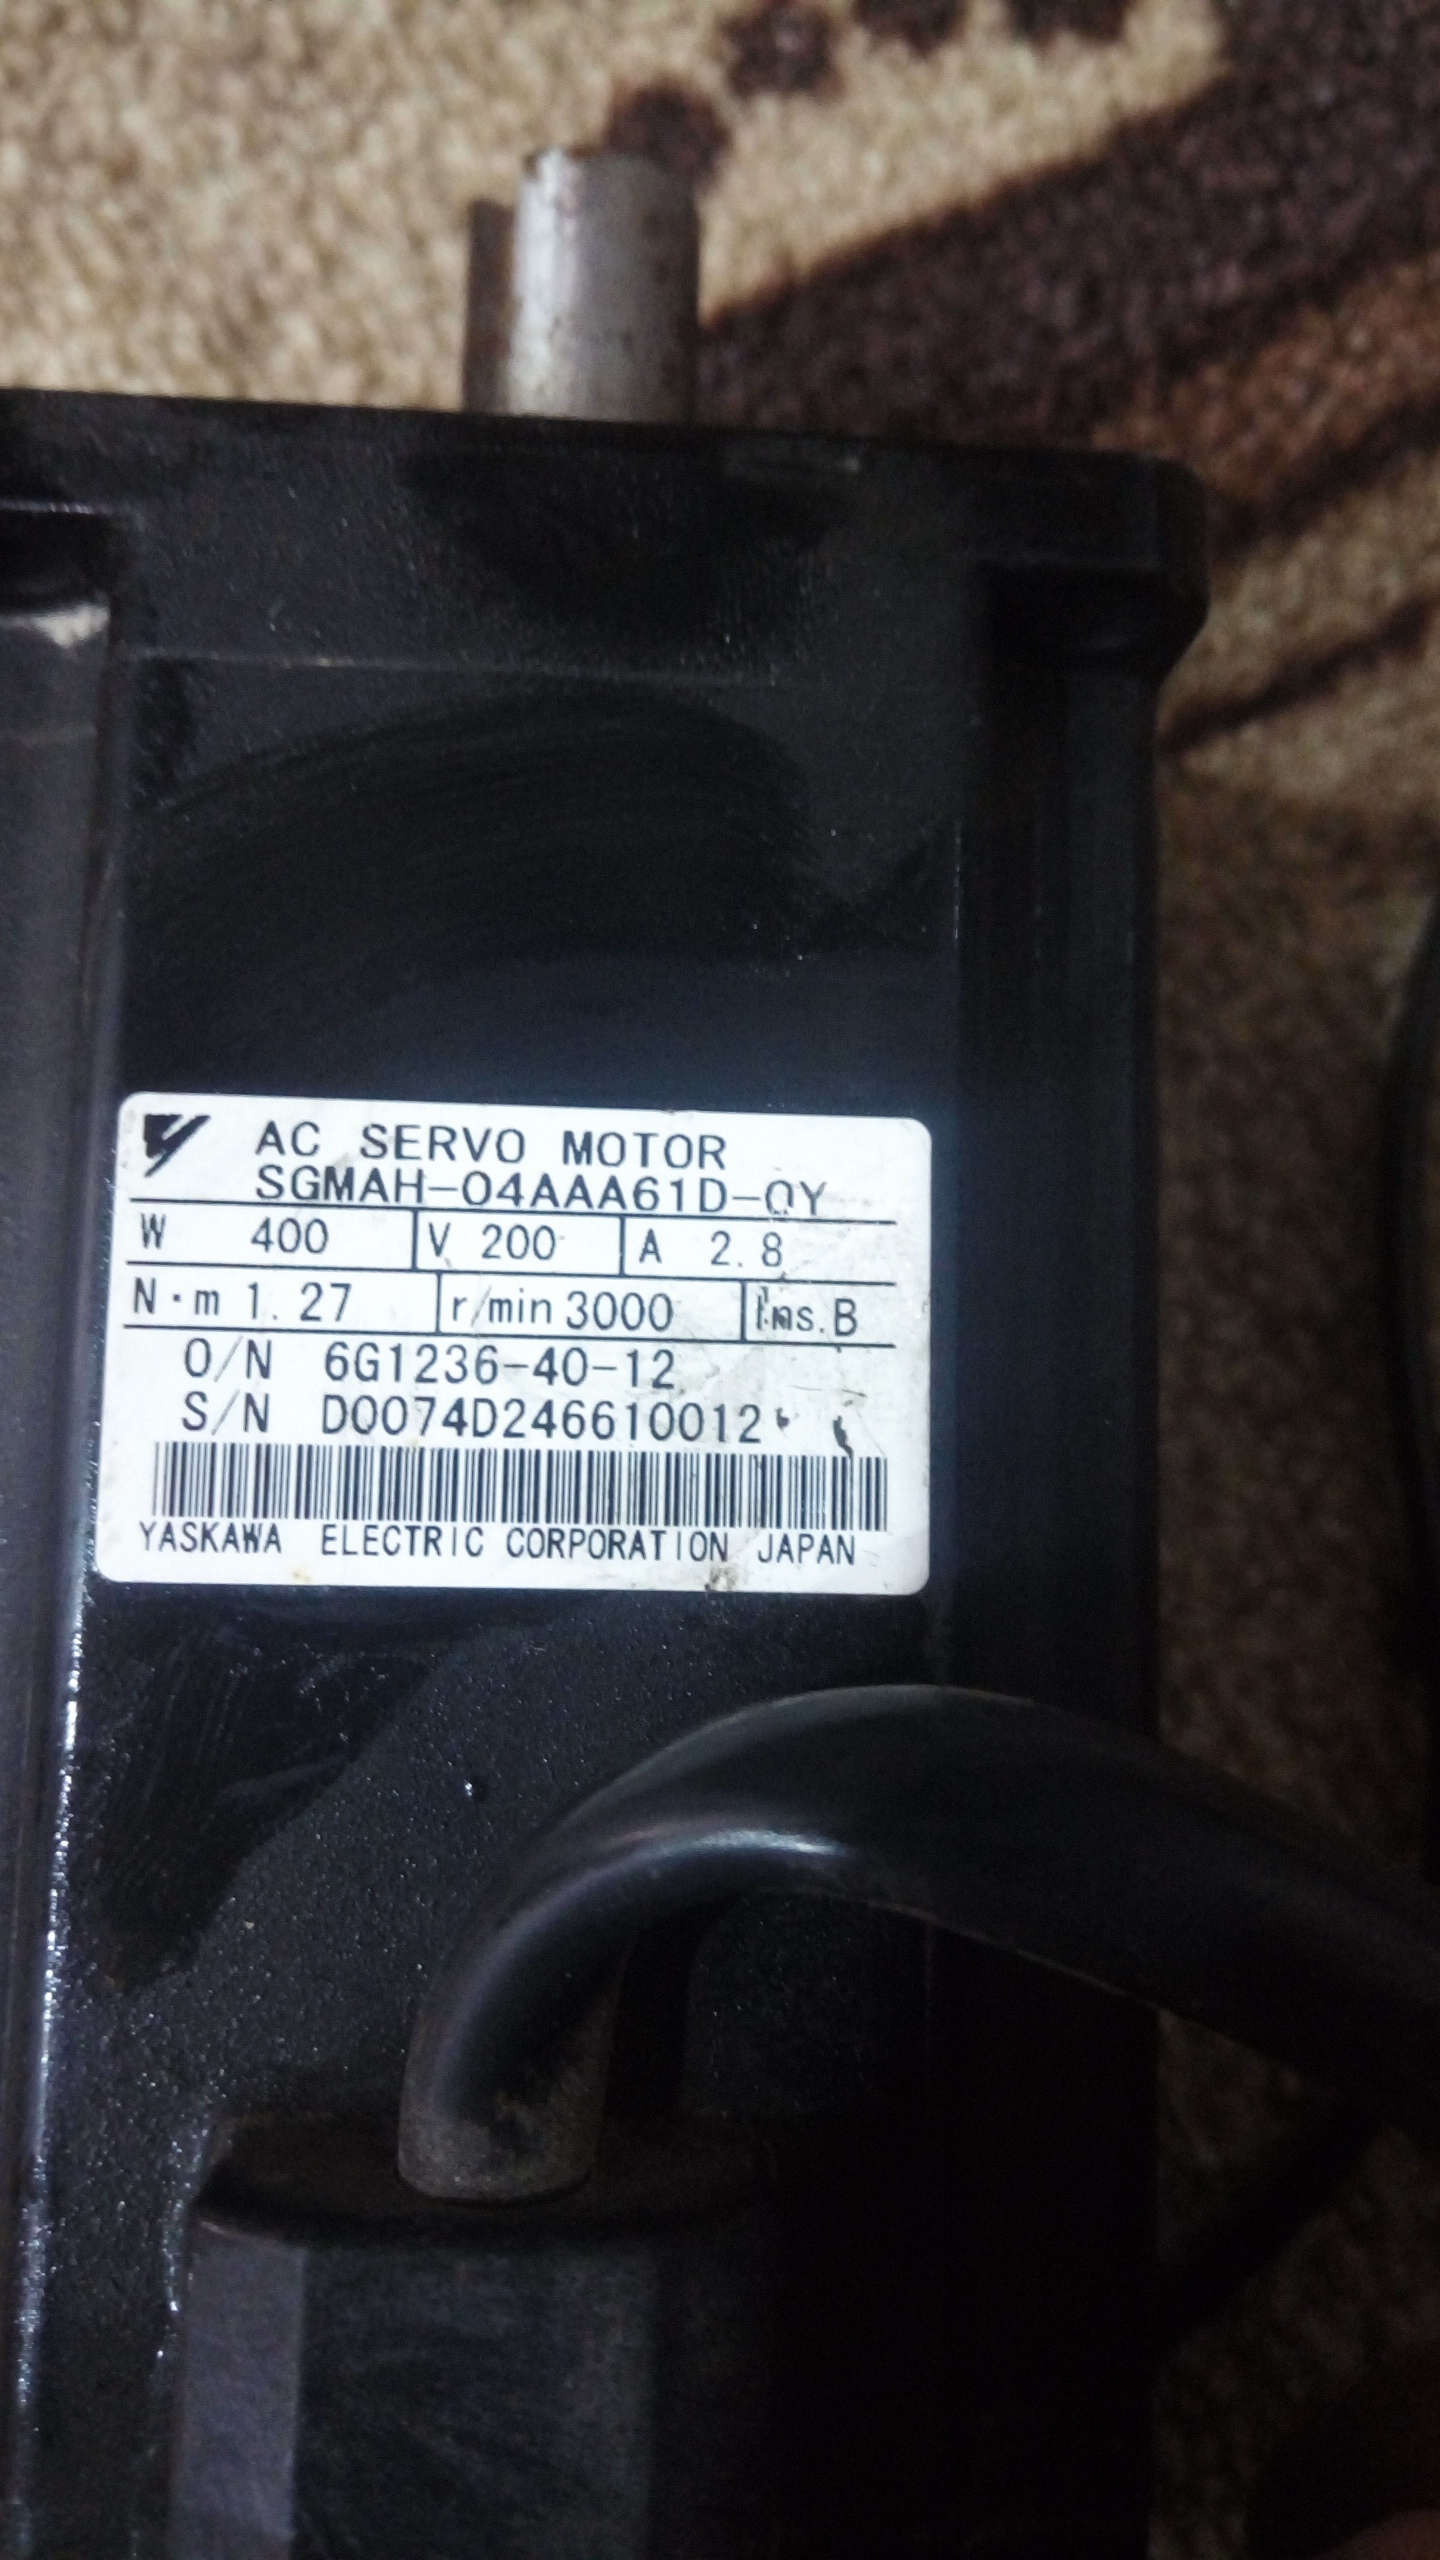 AC SERVO MOTOR
SGMAH-04AAA61D-OY
W 400 V 200 A 2.8
N·m 1.27 r/min 3000 Ins. B
O/N 6G1236-40-12
S/N D0074D246610012
YASKAWA ELECTRIC CORPORATION JAPAN